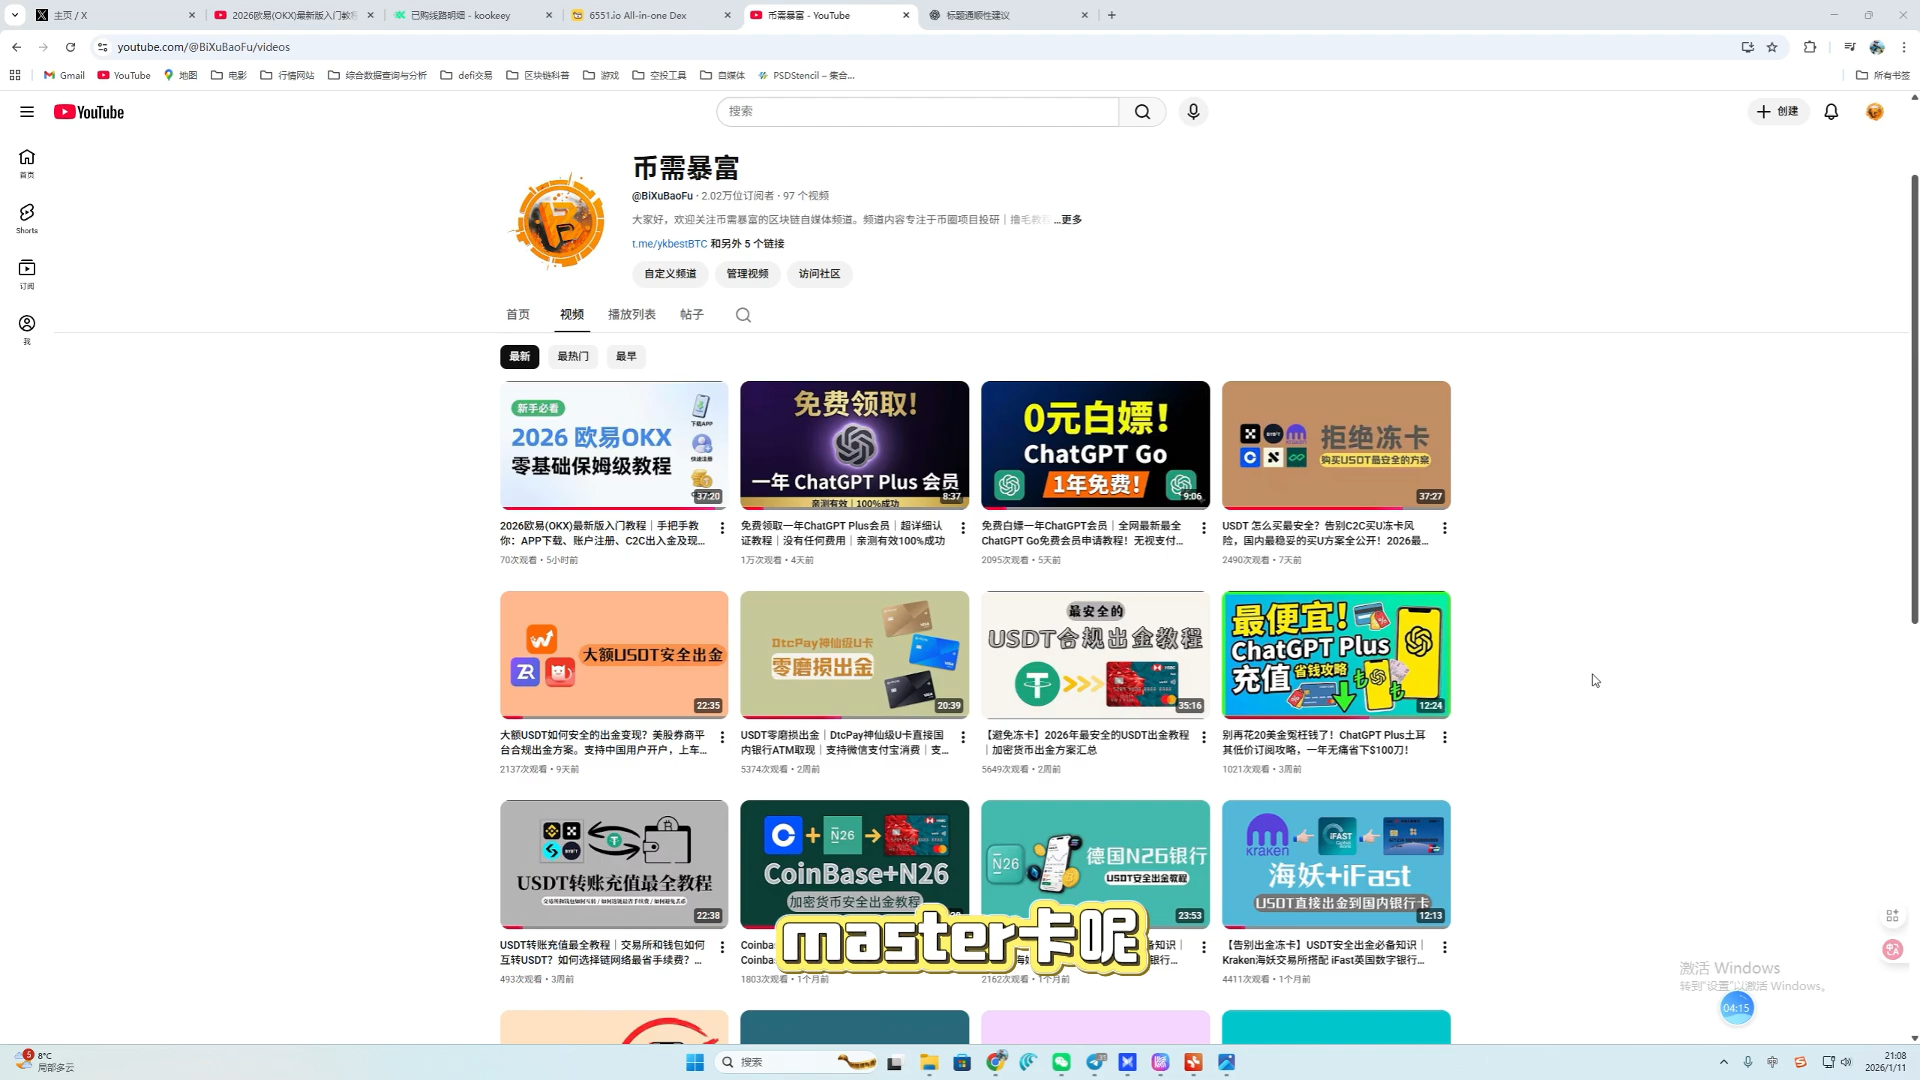 主页 / X
2026欧易(OKX)最新版入门教程
已购线路明细 - kookeey
6551.io All-in-one Dex
币需暴富 - YouTube
标题通顺性建议
youtube.com/@BiXuBaoFu/videos
Gmail
YouTube
地图
电影
行情网站
综合数据查询与分析
defi交易
区块链科普
游戏
空投工具
自媒体
PSDStencil – 集合...
所有书签
YouTube
搜索
创建
首页
Shorts
订阅
我
币需暴富
@BiXuBaoFu · 2.02万位订阅者 · 97 个视频
大家好，欢迎关注币需暴富的区块链自媒体频道。频道内容专注于币圈项目投研｜撸毛教程 ...更多
t.me/ykbestBTC 和另外 5 个链接
自定义频道
管理视频
访问社区
首页
视频
播放列表
帖子
最新
最热门
最早
新手必看
2026 欧易OKX
零基础保姆级教程
下载APP
快速注册
37:20
免费领取!
一年 ChatGPT Plus 会员
亲测有效｜100%成功
8:37
0元白嫖!
ChatGPT Go
1年免费!
9:06
拒绝冻卡
购买USDT最安全的方案
37:27
2026欧易(OKX)最新版入门教程｜手把手教
你：APP下载、账户注册、C2C出入金及现...
70次观看 • 5小时前
免费领取一年ChatGPT Plus会员｜超详细认
证教程｜没有任何费用｜亲测有效100%成功
1万次观看 • 4天前
免费白嫖一年ChatGPT会员｜全网最新最全
ChatGPT Go免费会员申请教程！无视支付...
2095次观看 • 5天前
USDT 怎么买最安全？告别C2C买U冻卡风
险，国内最稳妥的买U方案全公开！2026最...
2490次观看 • 7天前
大额USDT安全出金
22:35
DtcPay神仙级U卡
零磨损出金
20:39
最安全的
USDT合规出金教程
35:16
最便宜!
ChatGPT Plus
充值
省钱攻略
12:24
大额USDT如何安全的出金变现？美股券商平
台合规出金方案。支持中国用户开户，上车...
2137次观看 • 9天前
USDT零磨损出金｜DtcPay神仙级U卡直接国
内银行ATM取现｜支持微信支付宝消费｜支...
5374次观看 • 2周前
【避免冻卡】2026年最安全的USDT出金教程
｜加密货币出金方案汇总
5649次观看 • 2周前
别再花20美金冤枉钱了！ChatGPT Plus土耳
其低价订阅攻略，一年无痛省下$100刀！
1021次观看 • 3周前
USDT转账充值最全教程
22:38
N26
CoinBase+N26
加密货币安全出金教程
N26
德国N26银行
USDT安全出金教程
23:53
kraken
iFAST
海妖+iFast
USDT直接出金到国内银行卡
12:13
USDT转账充值最全教程｜交易所和钱包如何
互转USDT？如何选择链网络最省手续费？...
493次观看 • 3周前
1803次观看 • 1个月前
2162次观看 • 1个月前
【告别出金冻卡】USDT安全出金必备知识｜
Kraken海妖交易所搭配 iFast英国数字银行...
4411次观看 • 1个月前
master卡呢
激活 Windows
转到"设置"以激活 Windows。
04:15
8°C
局部多云
搜索
中
21:08
2026/1/11